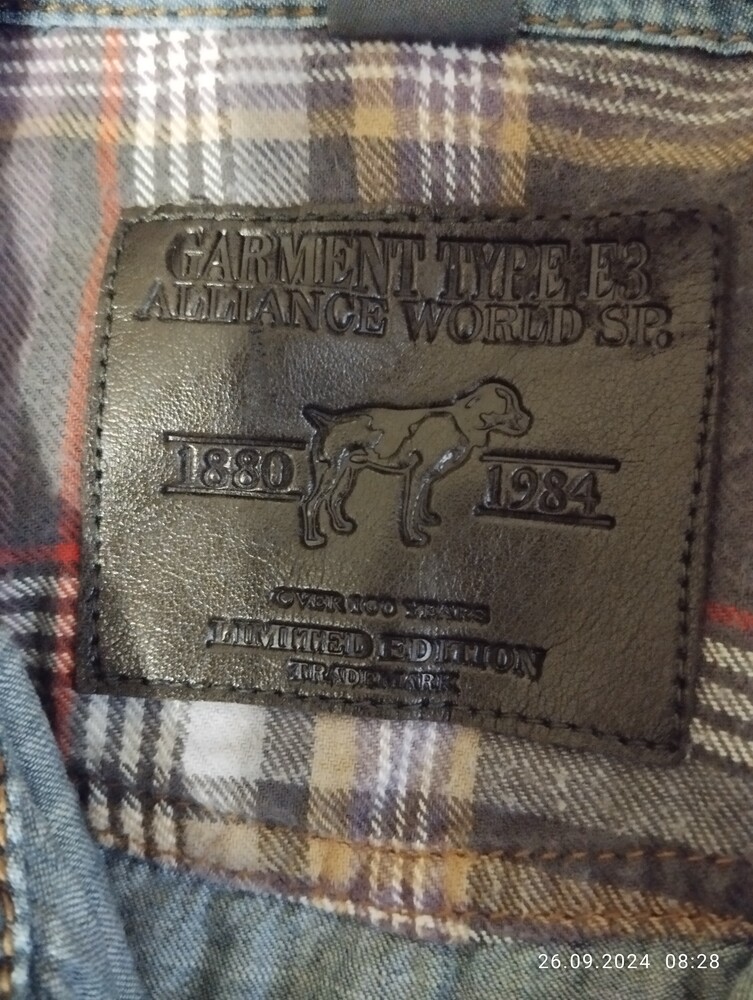 GARMENT TYPE E3
ALLIANCE WORLD SP.
1880
1984
OVER 100 YEARS
LIMITED EDITION
TRADEMARK
26.09.2024 08:28